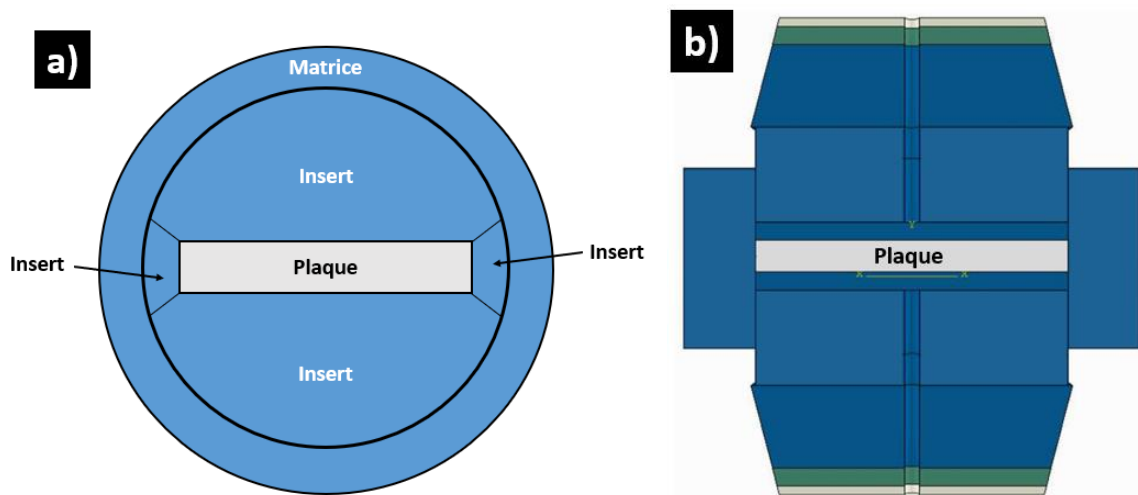 a)
Matrice
Insert
Insert
Insert
Plaque
Insert
b)
Y
Plaque
X
X